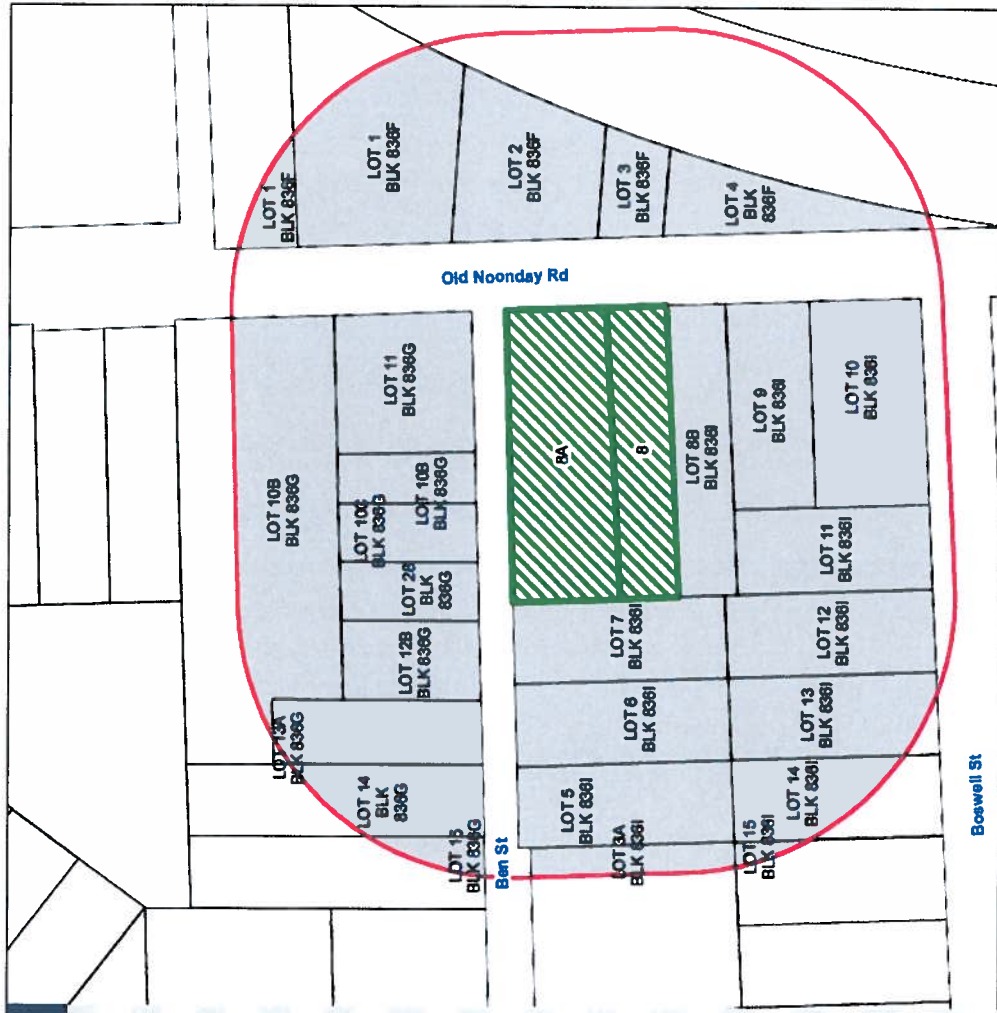 LOT 1
BLK 836F
LOT 1
BLK 836F
LOT 2
BLK 836F
LOT 3
BLK 836F
LOT 4
BLK
836F
Old Noonday Rd
LOT 10B
BLK 836G
LOT 11
BLK 836G
LOT 10B
BLK 836G
LOT 10C
BLK 836G
LOT 28
BLK
836G
LOT 12B
BLK 836G
LOT 13A
BLK 836G
LOT 14
BLK
836G
LOT 15
BLK 836G
Ben St
8A
8
LOT 8B
BLK 836I
LOT 9
BLK 836I
LOT 10
BLK 836I
LOT 11
BLK 836I
LOT 7
BLK 836I
LOT 12
BLK 836I
LOT 6
BLK 836I
LOT 13
BLK 836I
LOT 5
BLK 836I
LOT 14
BLK 836I
LOT 3A
BLK 836I
LOT 15
BLK 836I
Boswell St